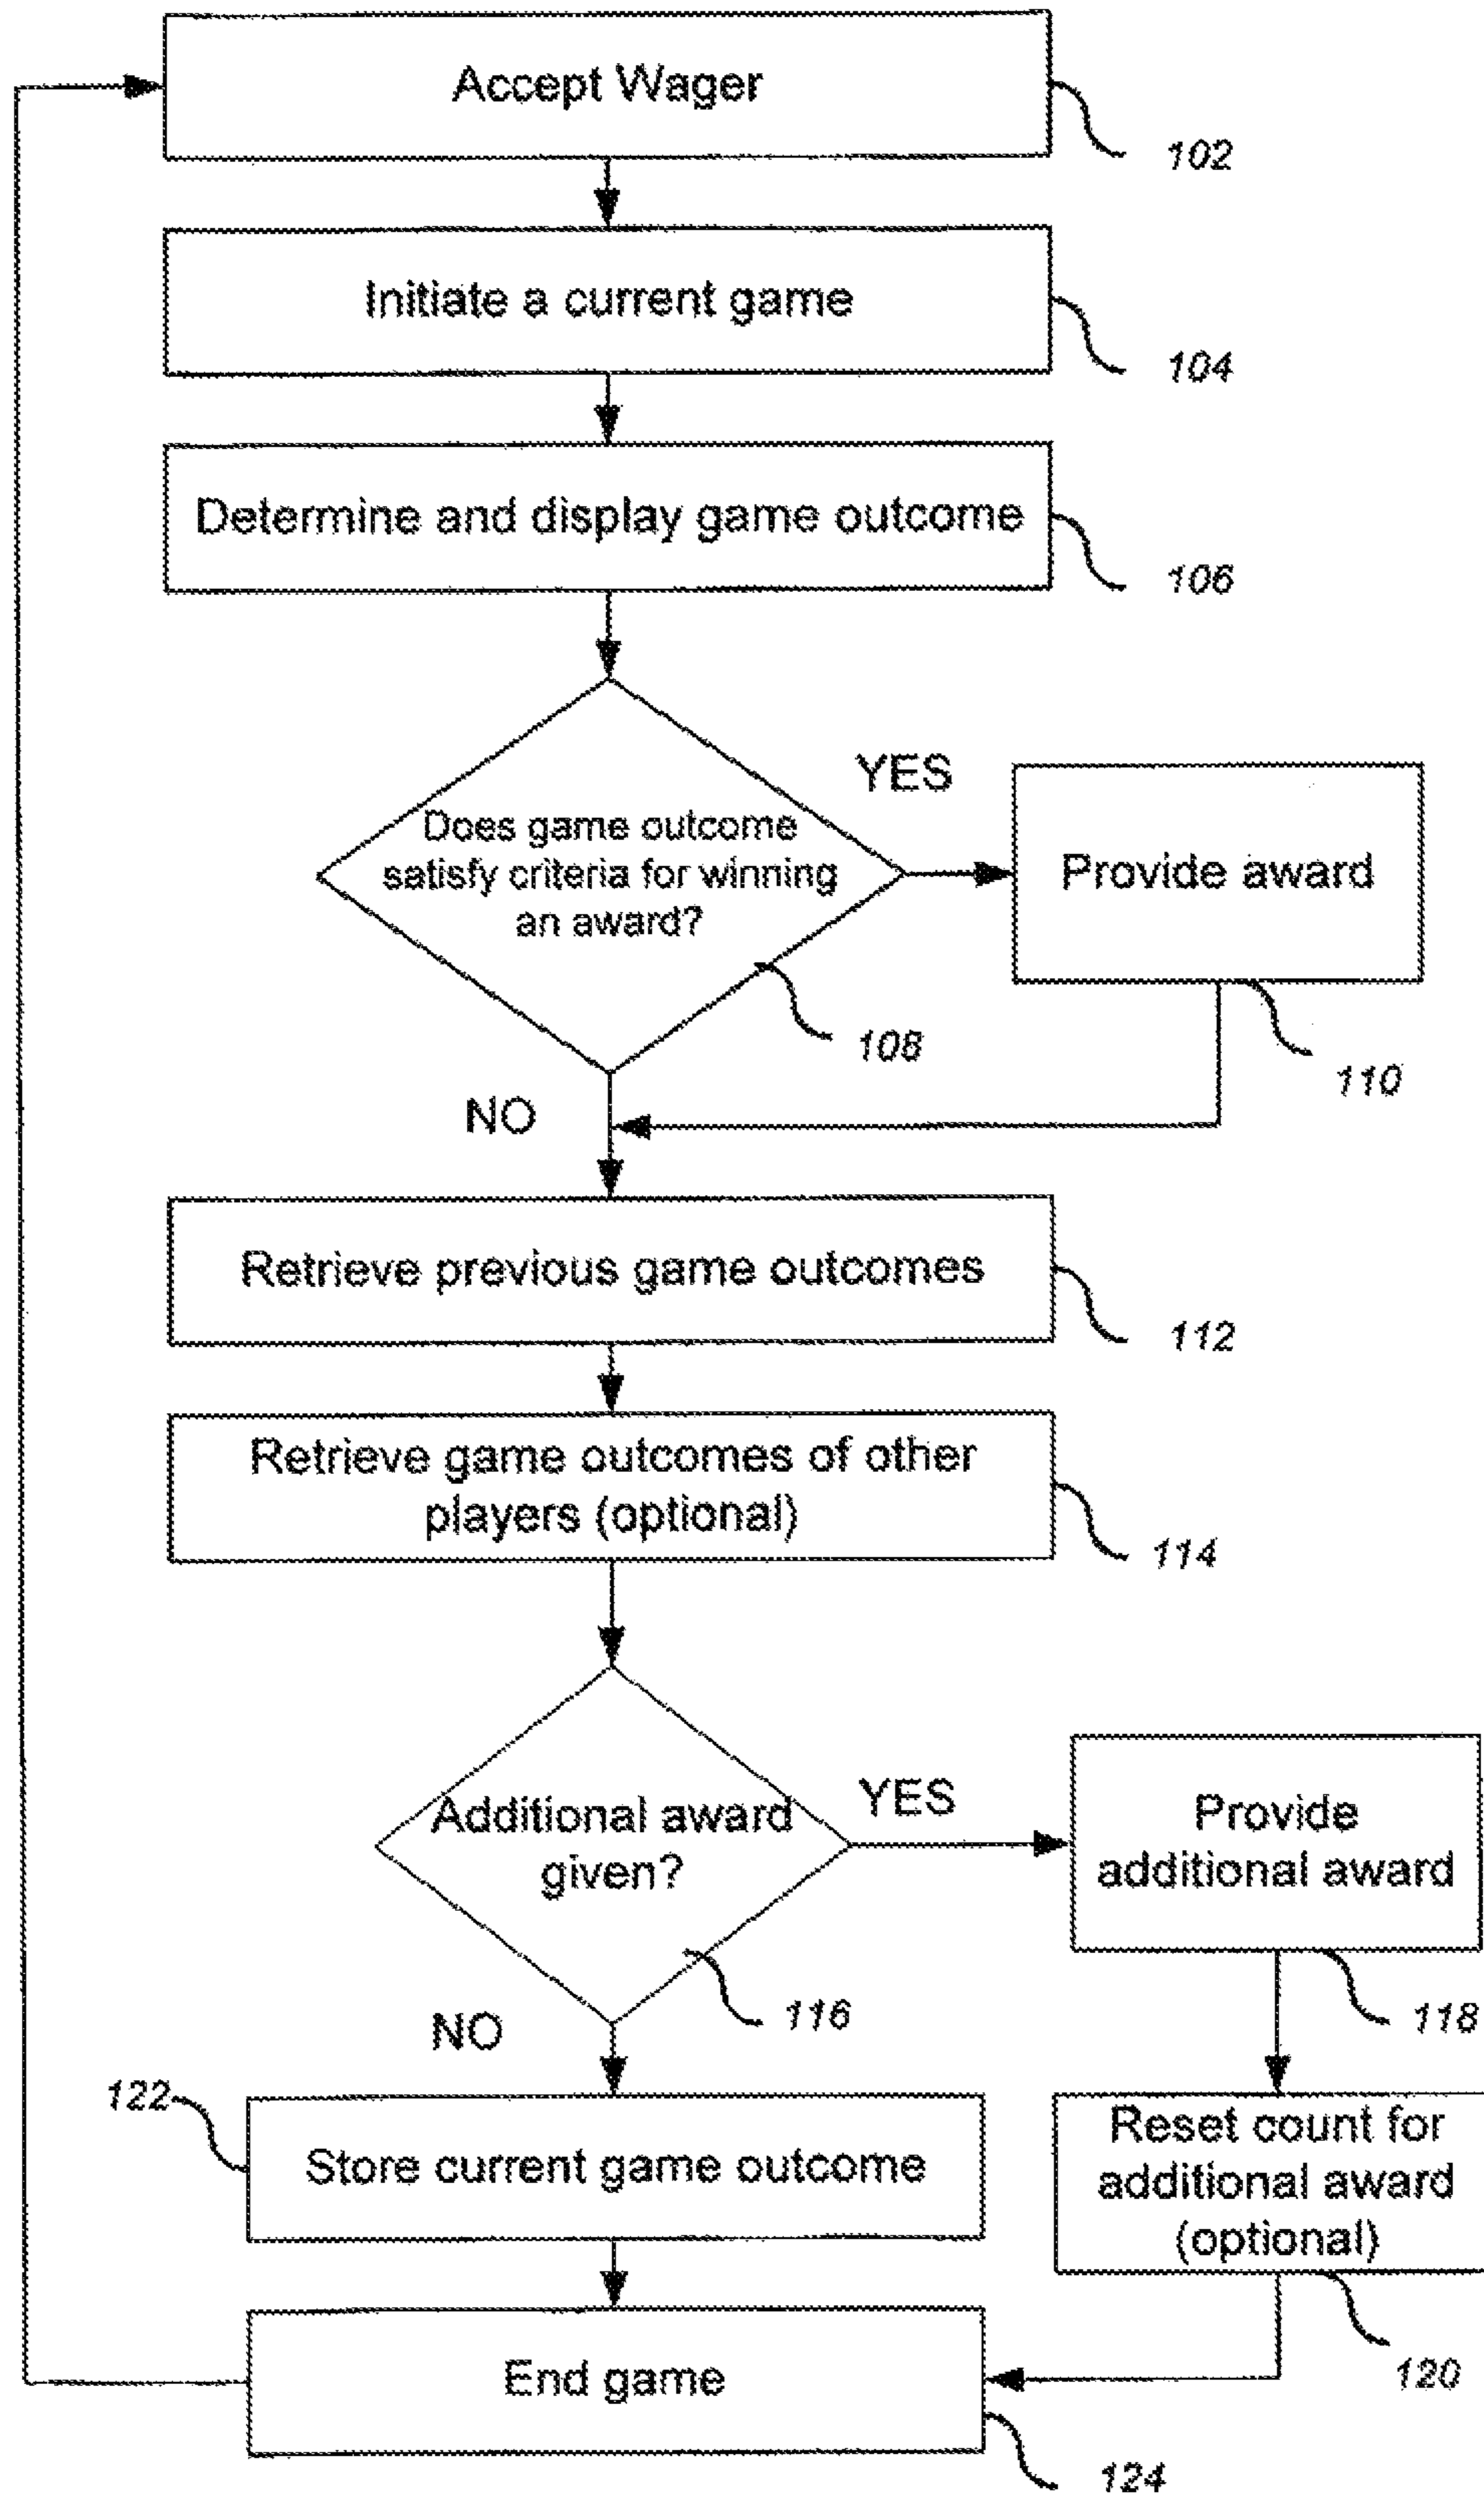 Accept Wager
102
Initiate a current game
104
Determine and display game outcome
106
YES
Does game outcome
satisfy criteria for winning
an award?
Provide award
108
110
NO
Retrieve previous game outcomes
112
Retrieve game outcomes of other
players (optional)
114
YES
Additional award
given?
Provide
additional award
116
118
NO
122
Store current game outcome
Reset count for
additional award
(optional)
120
End game
124